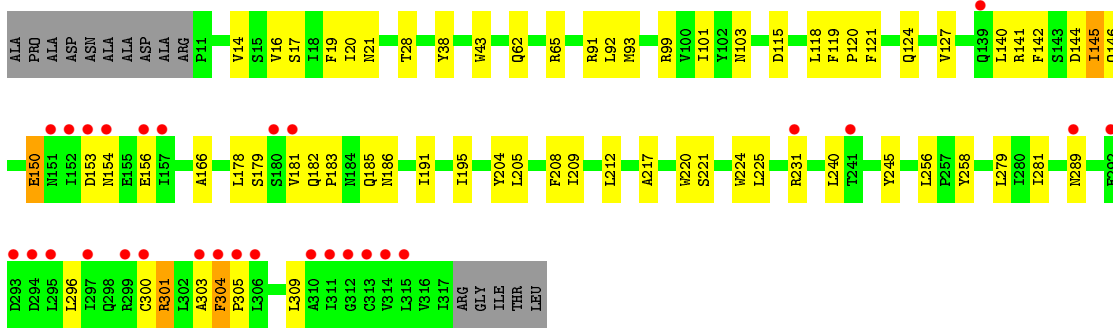 ALA PRO ALA ASP ASN ALA ALA ASP ALA ARG P11 V14 S15 V16 S17 I18 F19 I20 N21 T28 Y38 W43 Q62 R65 R91 L92 M93 R99 V100 I101 Y102 N103 D115 L118 F119 P120 F121 Q124 V127 Q139 L140 R141 F142 S143 D144 I145
E150 N151 I152 D153 N154 E155 E156 I157 A166 L178 S179 S180 V181 Q182 P183 N184 Q185 N186 I191 I195 Y204 L205 F208 I209 L212 A217 W220 S221 W224 L225 R231 L240 T241 Y245 L256 P257 Y258 L279 I280 I281 N289
D293 D294 L295 L296 I297 Q298 R299 C300 R301 L302 A303 F304 P305 L306 L309 A310 I311 G312 C313 V314 L315 V316 I317 ARG GLY ILE THR LEU